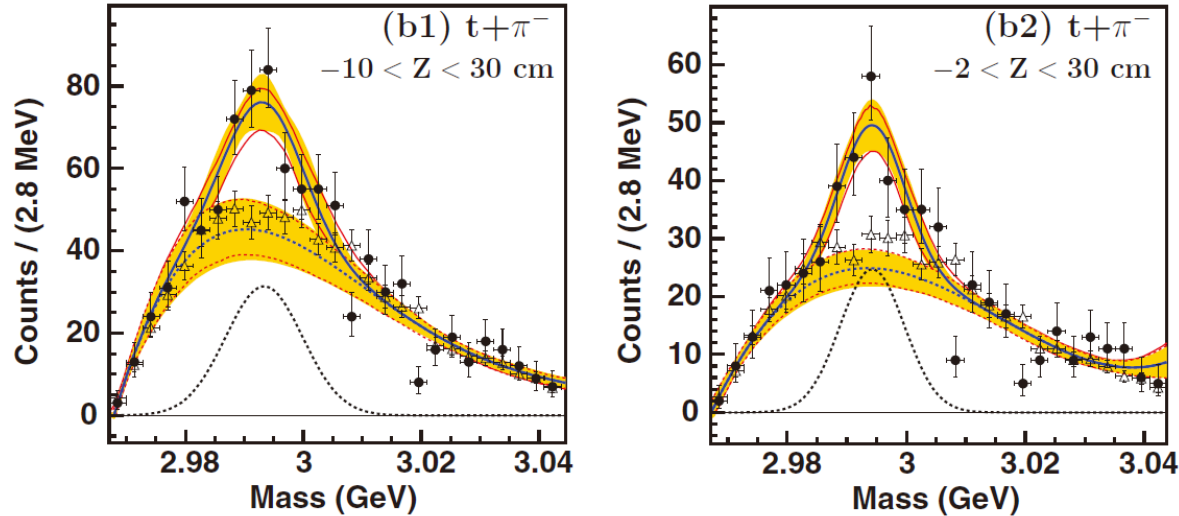 (b1) t+π⁻
−10 < Z < 30 cm
Counts / (2.8 MeV)
80
60
40
20
0
2.98
3
3.02
3.04
Mass (GeV)
(b2) t+π⁻
−2 < Z < 30 cm
Counts / (2.8 MeV)
60
50
40
30
20
10
0
2.98
3
3.02
3.04
Mass (GeV)